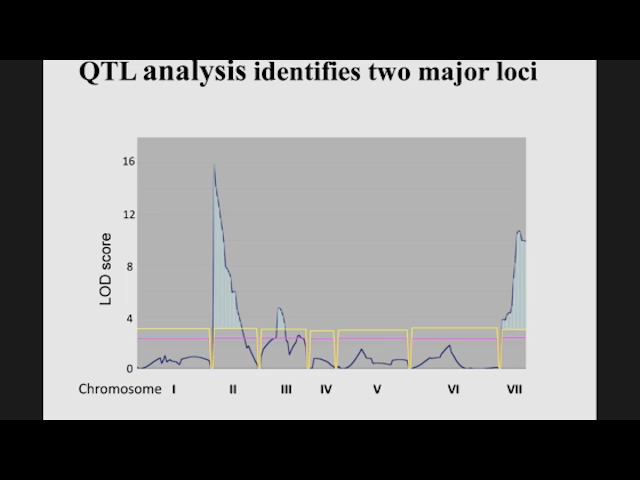 QTL analysis identifies two major loci
16
12
8
4
0
LOD score
Chromosome I II III IV V VI VII